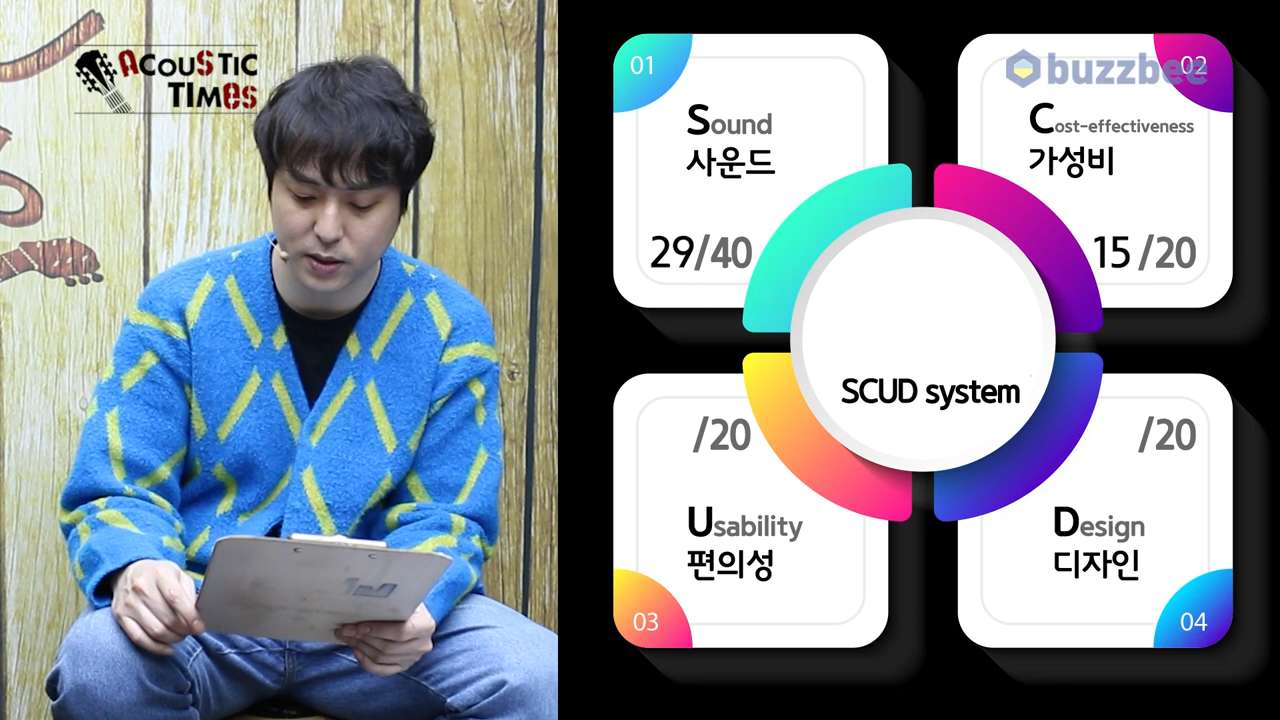 ACOUSTIC
TIMES
01
Sound
사운드
29/40
buzzbee
02
Cost-effectiveness
가성비
15/20
SCUD system
/20
Usability
편의성
03
/20
Design
디자인
04